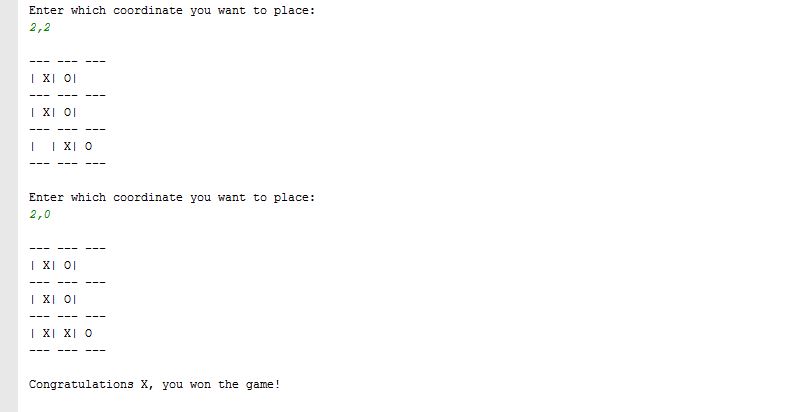 Enter which coordinate you want to place:
2,2
--- --- ---
| X| O|
--- --- ---
| X| O|
--- --- ---
|  | X| O
--- --- ---
Enter which coordinate you want to place:
2,0
--- --- ---
| X| O|
--- --- ---
| X| O|
--- --- ---
| X| X| O
--- --- ---
Congratulations X, you won the game!